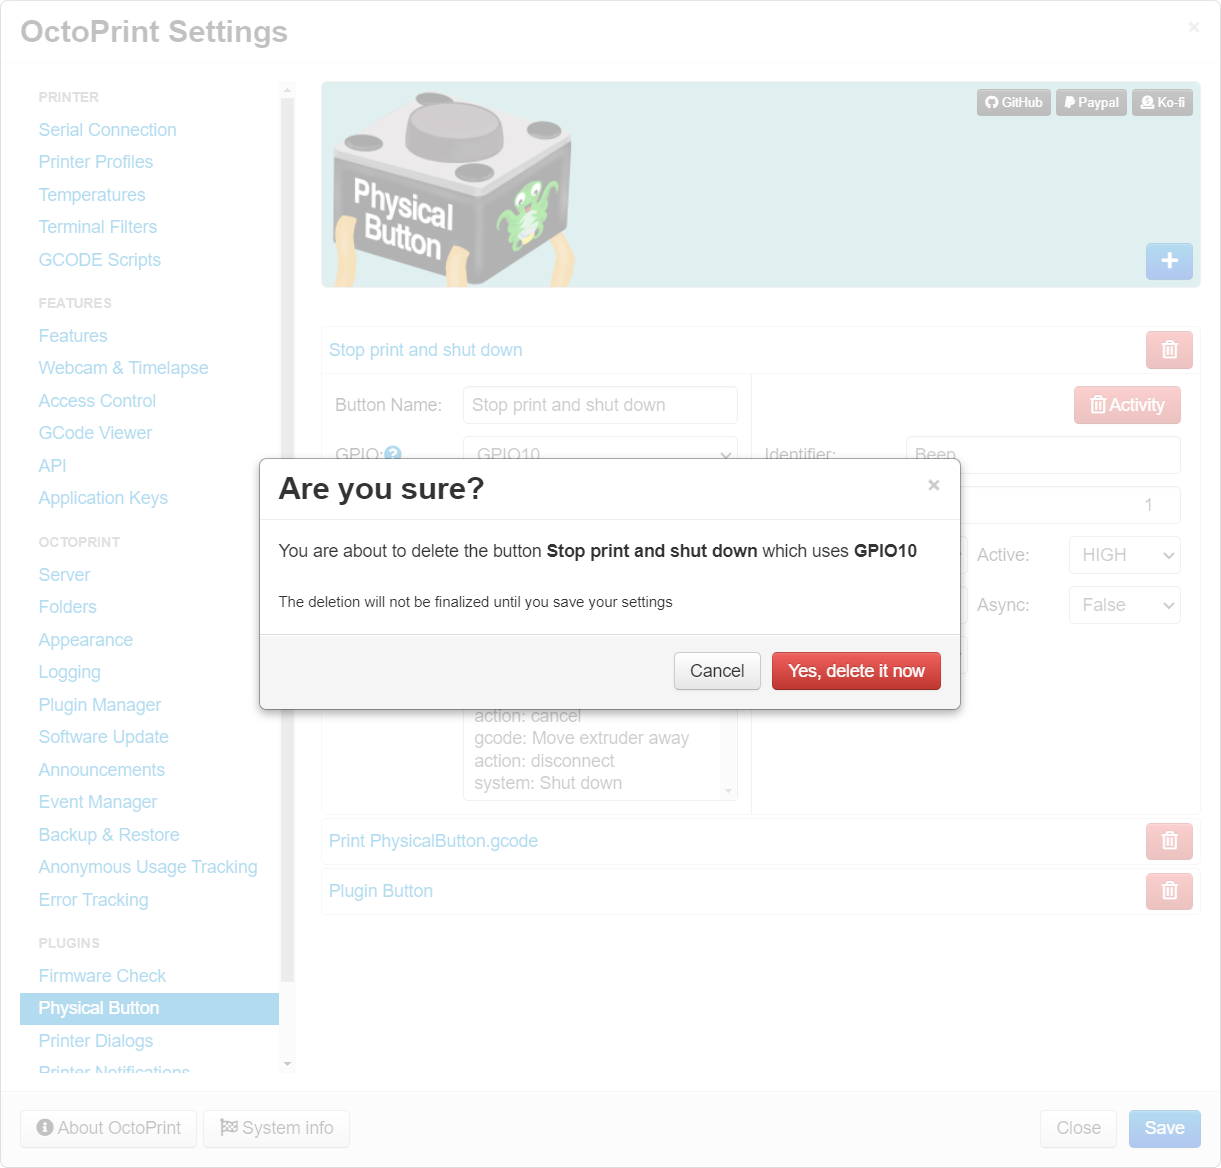 OctoPrint Settings
×
PRINTER
Serial Connection
Printer Profiles
Temperatures
Terminal Filters
GCODE Scripts
FEATURES
Features
Webcam & Timelapse
Access Control
GCode Viewer
API
Application Keys
OCTOPRINT
Server
Folders
Appearance
Logging
Plugin Manager
Software Update
Announcements
Event Manager
Backup & Restore
Anonymous Usage Tracking
Error Tracking
PLUGINS
Firmware Check
Physical Button
Printer Dialogs
Printer Notifications
Physical
Button
GitHub
Paypal
Ko-fi
+
Stop print and shut down
Button Name: Stop print and shut down
Activity
GPIO: ? GPIO10
Identifier: Beep
1
Active: HIGH
Async: False
Are you sure?
×
You are about to delete the button Stop print and shut down which uses GPIO10
The deletion will not be finalized until you save your settings
Cancel
Yes, delete it now
action: cancel
gcode: Move extruder away
action: disconnect
system: Shut down
Print PhysicalButton.gcode
Plugin Button
About OctoPrint
System info
Close
Save